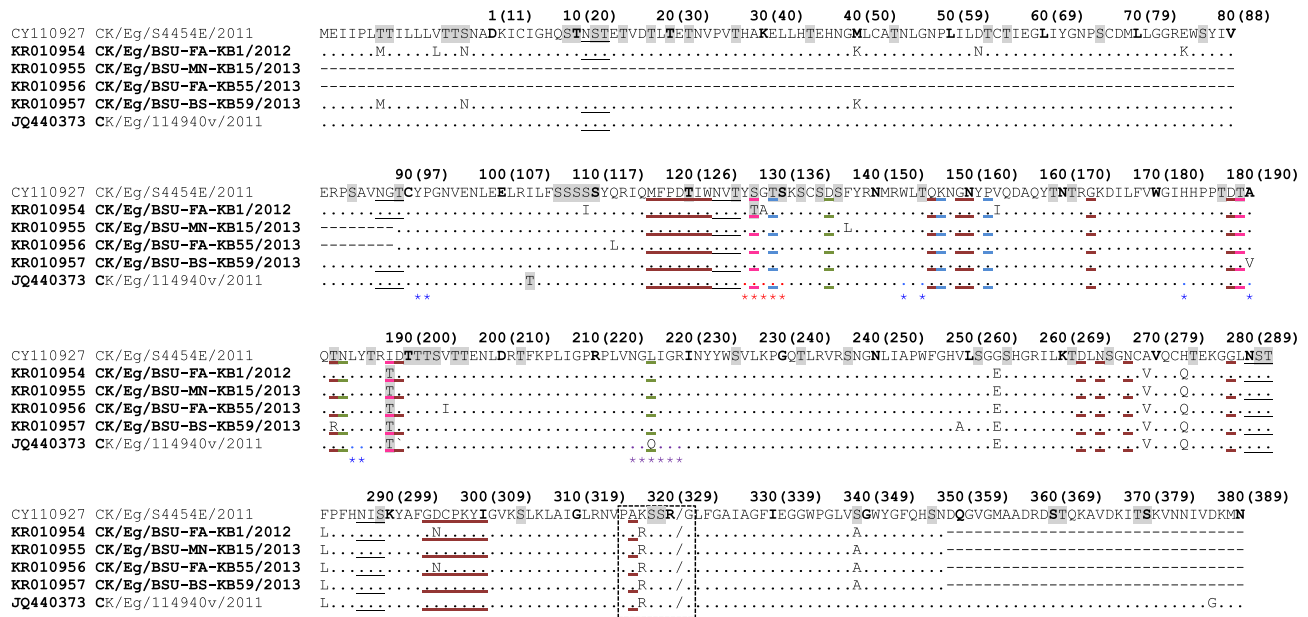 1(11) 10(20) 20(30) 30(40) 40(50) 50(59) 60(69) 70(79) 80(88)
CY110927 CK/Eg/S4454E/2011 MEIIPLTTILLLVTTSNADKICIGHQSTNSTETVDTLTETNVPVTHAKELLHTEHNGMLCATNLGNPLILDTCTIEGLIYGNPSCDMLLGGREWSYIV
KR010954 CK/Eg/BSU-FA-KB1/2012 ......M.....L..N.........................................K............N.....................K.....
KR010955 CK/Eg/BSU-MN-KB15/2013 --------------------------------------------------------------------------------------------------
KR010956 CK/Eg/BSU-FA-KB55/2013 --------------------------------------------------------------------------------------------------
KR010957 CK/Eg/BSU-BS-KB59/2013 ......M........N.........................................K........................................
JQ440373 CK/Eg/114940v/2011 ..................................................................................................
90(97) 100(107) 110(117) 120(126) 130(136) 140(150) 150(160) 160(170) 170(180) 180(190)
CY110927 CK/Eg/S4454E/2011 ERPSAVNGTCYPGNVENLEELRILFSSSSSYQRIQMFPDTIWNVTYSGTSKSCSDSFYRNMRWLTQKNGNYPVQDAQYTNTRGKDILFVWGIHHPPTDTA
KR010954 CK/Eg/BSU-FA-KB1/2012 ............................I.................TA........................I...........................
KR010955 CK/Eg/BSU-MN-KB15/2013 --------................................................L...........................................
KR010956 CK/Eg/BSU-FA-KB55/2013 --------.......................L....................................................................
KR010957 CK/Eg/BSU-BS-KB59/2013 ...................................................................................................V
JQ440373 CK/Eg/114940v/2011 ......................T.............................................................................
** ***** * * * *
190(200) 200(210) 210(220) 220(230) 230(240) 240(250) 250(261) 260(270) 270(278) 280(289)
CY110927 CK/Eg/S4454E/2011 QTNLYTRIDTTTSVTTENLDRTFKPLIGPRPLVNGLIGRINYYWSVLKPGQTLRVRSNGNLIAPWFGHVLSGGSHGRILKTDLNSGNCAVQCHTEKGGLNST
KR010954 CK/Eg/BSU-FA-KB1/2012 .......T................................................................E...............V...Q.........
KR010955 CK/Eg/BSU-MN-KB15/2013 .......T................................................................E...............V...Q.........
KR010956 CK/Eg/BSU-FA-KB55/2013 .......T.....I..........................................................E...............V...Q.........
KR010957 CK/Eg/BSU-BS-KB59/2013 .R.....T............................................................A...................V...Q.........
JQ440373 CK/Eg/114940v/2011 .......T`..........................Q....................................E...............V...Q.........
** ******
290(299) 300(309) 310(319) 320(329) 330(339) 340(349) 350(359) 360(369) 370(379) 380(389)
CY110927 CK/Eg/S4454E/2011 FPFHNISKYAFGDCPKYIGVKSLKLAIGLRNVPAKSSR/GLFGAIAGFIEGGWPGLVSGWYGFQHSNDQGVGMAADRDSTQKAVDKITSKVNNIVDKMN
KR010954 CK/Eg/BSU-FA-KB1/2012 L...........N.....................R.../..................A.........--------------------------------
KR010955 CK/Eg/BSU-MN-KB15/2013 L.................................R.../..................A.........--------------------------------
KR010956 CK/Eg/BSU-FA-KB55/2013 L...........N.....................R.../..................A.........--------------------------------
KR010957 CK/Eg/BSU-BS-KB59/2013 L.................................R.../..................A.........--------------------------------
JQ440373 CK/Eg/114940v/2011 L.................................R.../........................................................G...